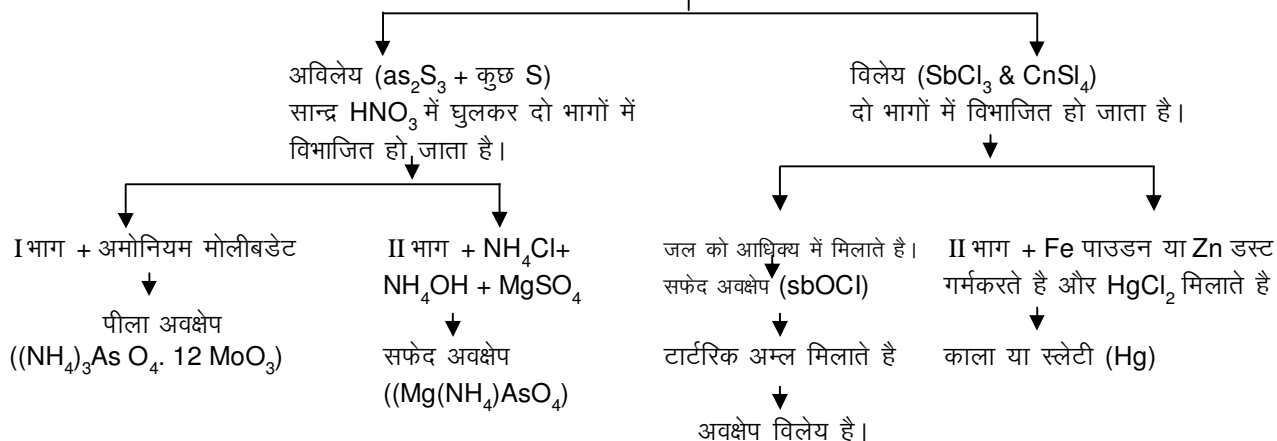 अविलेय (as₂S₃ + कुछ S)
सान्द्र HNO₃ में घुलकर दो भागों में
विभाजित हो जाता है।
विलेय (SbCl₃ & CnSl₄)
दो भागों में विभाजित हो जाता है।
I भाग + अमोनियम मोलीबडेट
पीला अवक्षेप
((NH₄)₃As O₄. 12 MoO₃)
II भाग + NH₄Cl+
NH₄OH + MgSO₄
सफेद अवक्षेप
((Mg(NH₄)AsO₄)
जल को आधिक्य में मिलाते है।
सफेद अवक्षेप (sbOCl)
टार्टरिक अम्ल मिलाते है
अवक्षेप विलेय है।
II भाग + Fe पाउडन या Zn डस्ट
गर्मकरते है और HgCl₂ मिलाते है
काला या स्लेटी (Hg)